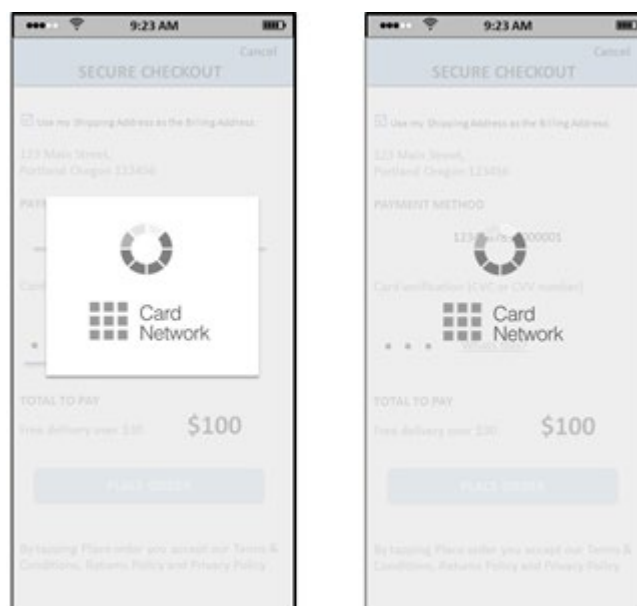 9:23 AM
Cancel
SECURE CHECKOUT
Use my Shipping Address as the Billing Address
123 Main Street,
Portland Oregon 123456
Card
Network
TOTAL TO PAY
Free delivery over $30
$100
PLACE ORDER
By tapping Place order you accept our Terms &
Conditions, Returns Policy and Privacy Policy
9:23 AM
Cancel
SECURE CHECKOUT
Use my Shipping Address as the Billing Address
123 Main Street,
Portland Oregon 123456
PAYMENT METHOD
Card verification (CVC or CVV number)
Card
Network
TOTAL TO PAY
Free delivery over $30
$100
PLACE ORDER
By tapping Place order you accept our Terms &
Conditions, Returns Policy and Privacy Policy